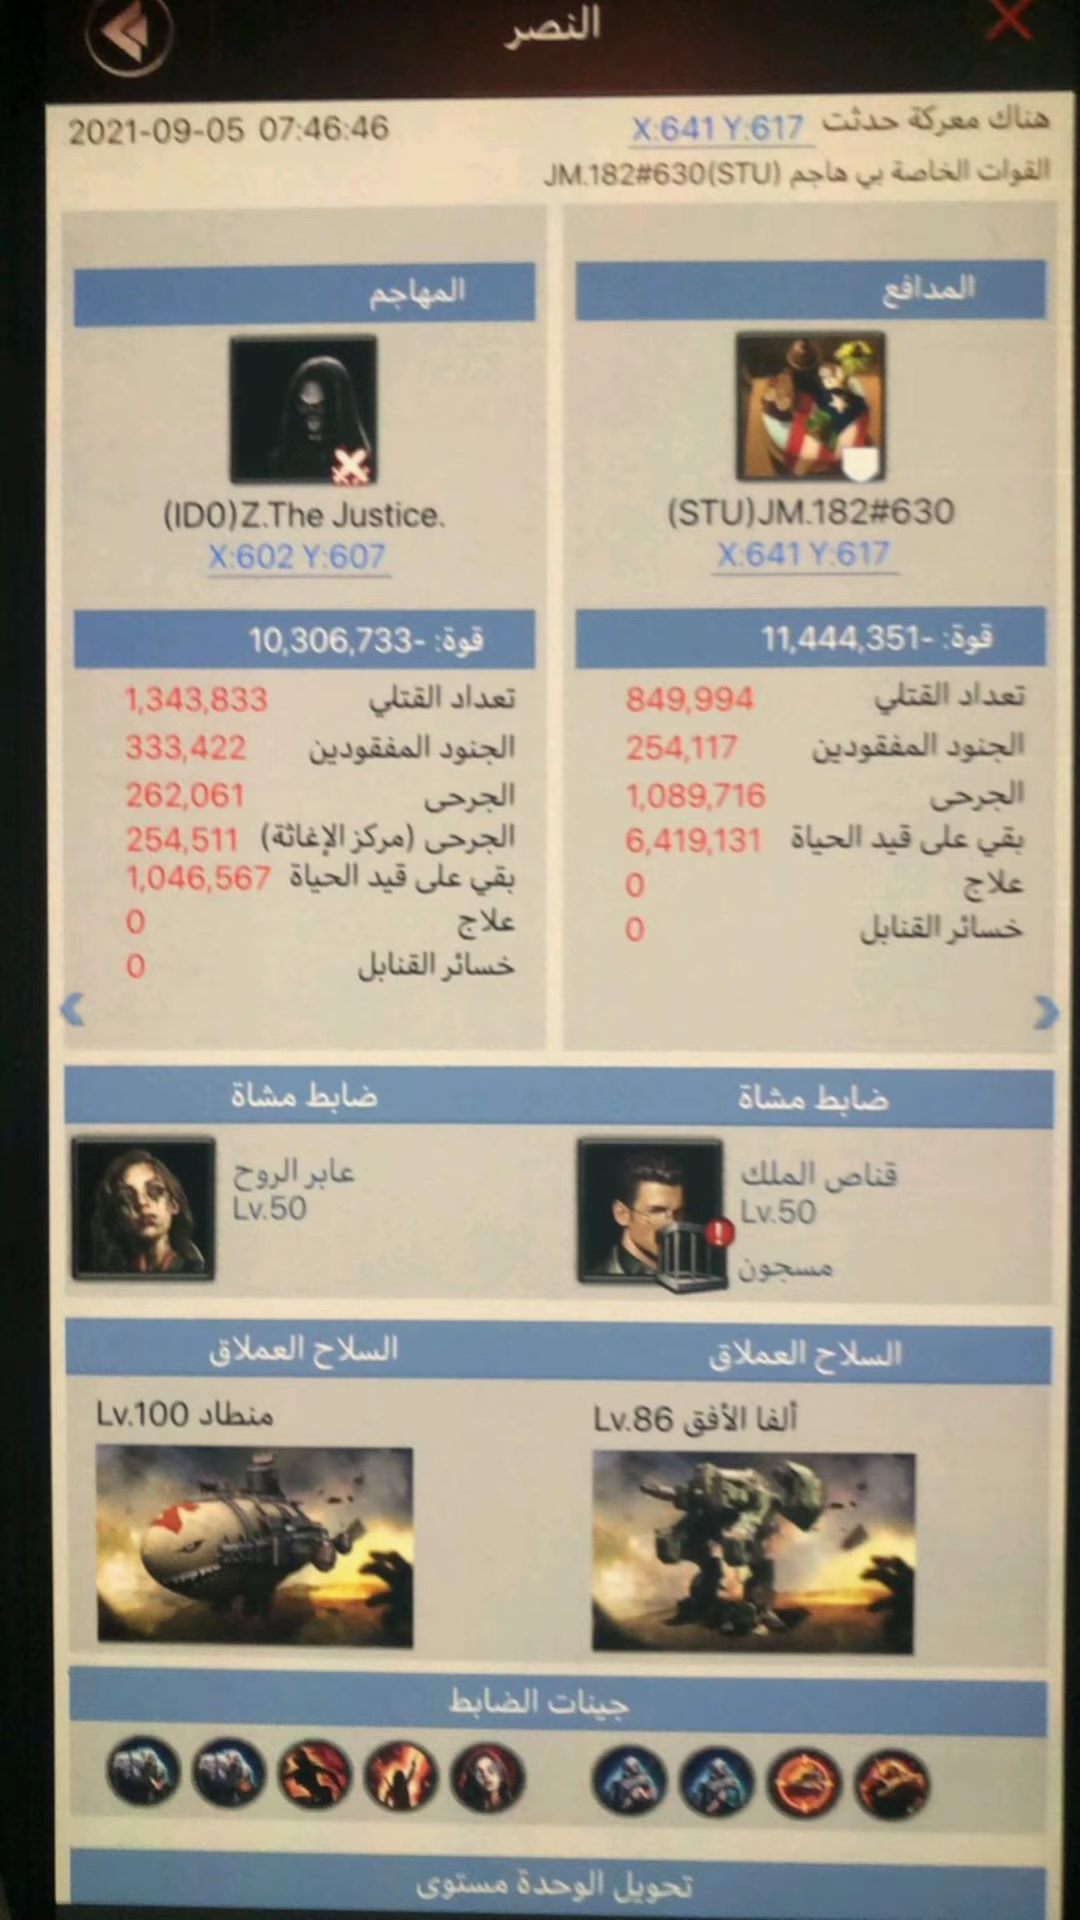 النصر
هناك معركة حدثت X:641 Y:617
2021-09-05 07:46:46
القوات الخاصة بي هاجم JM.182#630(STU)
المدافع
المهاجم
(STU)JM.182#630
(ID0)Z.The Justice.
X:641 Y:617
X:602 Y:607
قوة: -11,444,351
قوة: -10,306,733
تعداد القتلي 849,994
تعداد القتلي 1,343,833
الجنود المفقودين 254,117
الجنود المفقودين 333,422
الجرحى 1,089,716
الجرحى 262,061
بقي على قيد الحياة 6,419,131
الجرحى (مركز الإغاثة) 254,511
علاج 0
بقي على قيد الحياة 1,046,567
خسائر القنابل 0
علاج 0
خسائر القنابل 0
ضابط مشاة
ضابط مشاة
قناص الملك
Lv.50
مسجون
عابر الروح
Lv.50
السلاح العملاق
السلاح العملاق
ألفا الأفق Lv.86
منطاد Lv.100
جينات الضابط
تحويل الوحدة مستوى